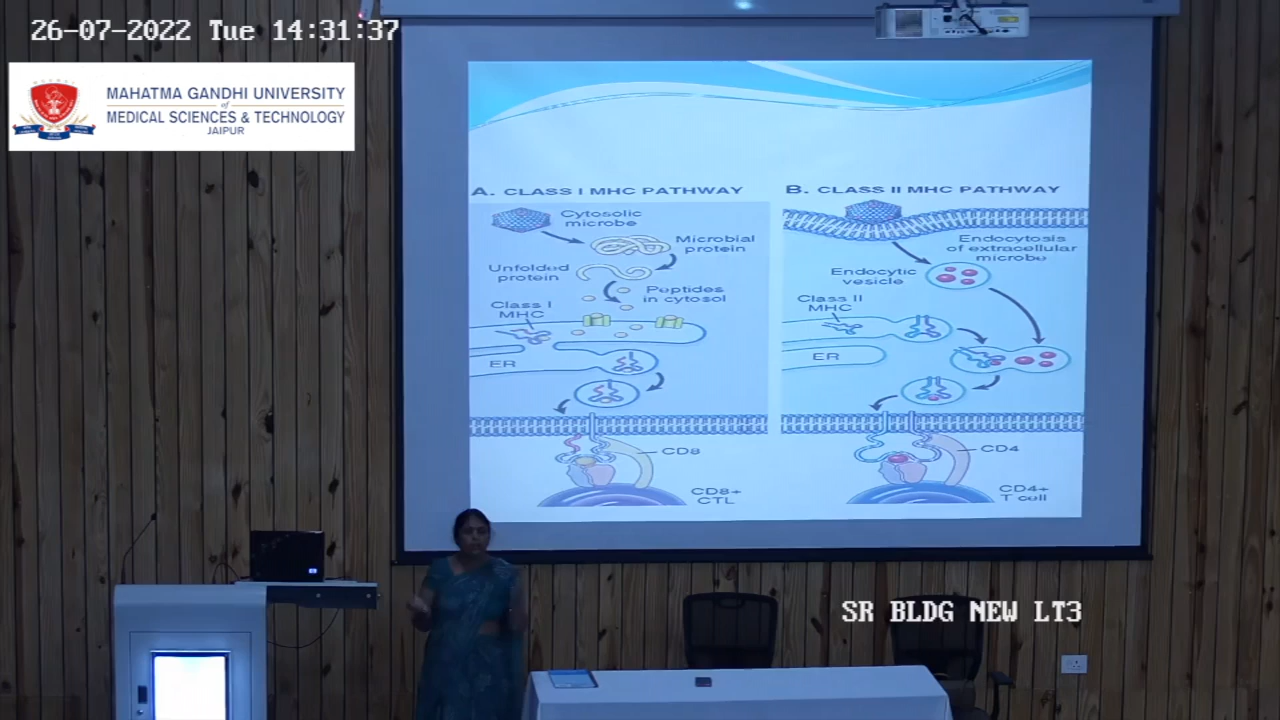 26-07-2022 Tue 14:31:37
MAHATMA GANDHI UNIVERSITY
of
MEDICAL SCIENCES & TECHNOLOGY
JAIPUR
A. CLASS I MHC PATHWAY
Cytosolic
microbe
Microbial
protein
Unfolded
protein
Peptides
in cytosol
Class I
MHC
ER
CD8
CD8+
CTL
B. CLASS II MHC PATHWAY
Endocytosis
of extracellular
microbe
Endocytic
vesicle
Class II
MHC
ER
CD4
CD4+
T cell
SR BLDG NEW LT3